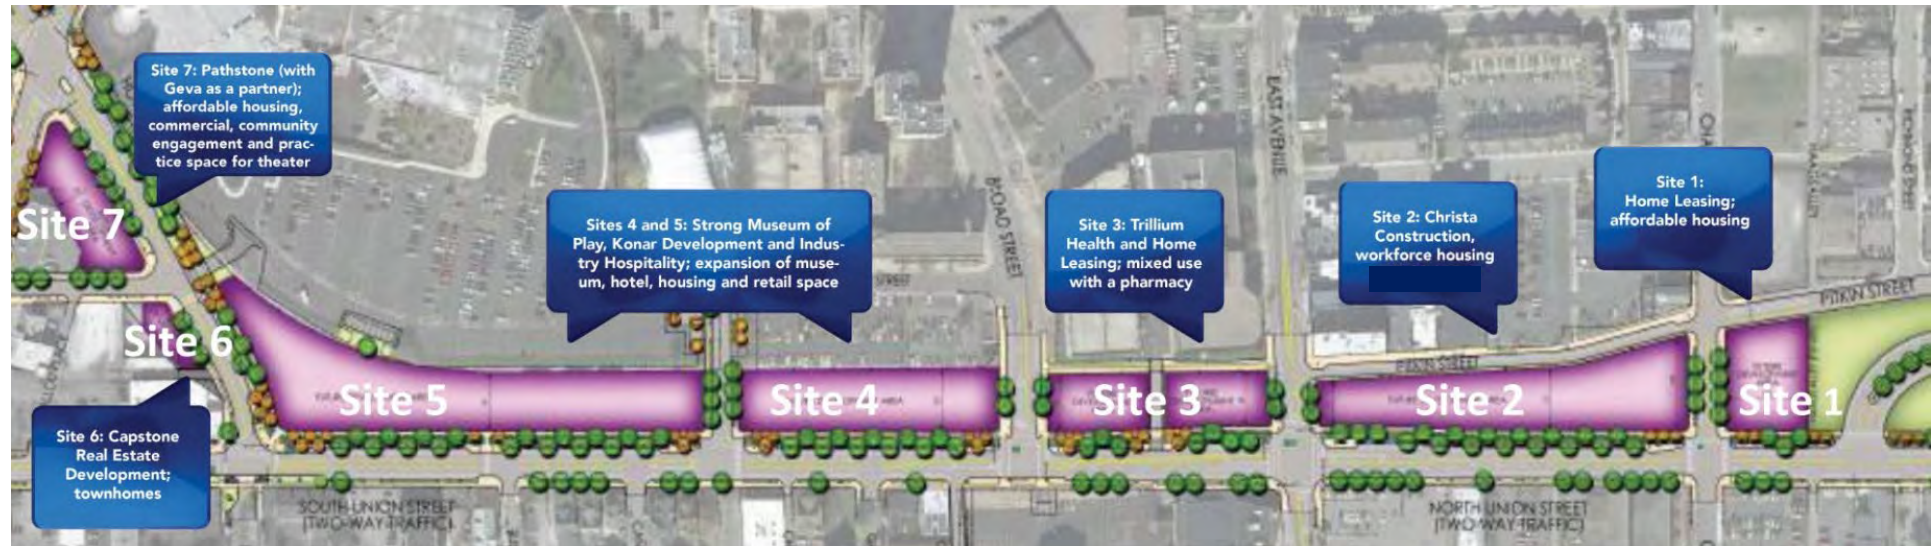 Site 7: Pathstone (with
Geva as a partner);
affordable housing,
commercial, community
engagement and prac-
tice space for theater
Sites 4 and 5: Strong Museum of
Play, Konar Development and Indus-
try Hospitality; expansion of muse-
um, hotel, housing and retail space
Site 3: Trillium
Health and Home
Leasing; mixed use
with a pharmacy
Site 2: Christa
Construction,
workforce housing
Site 1:
Home Leasing;
affordable housing
Site 6: Capstone
Real Estate
Development;
townhomes
Site 7
Site 6
Site 5
Site 4
Site 3
Site 2
Site 1
BROAD STREET
EAST AVENUE
STREET
PITKIN STREET
PITKIN STREET
SOUTH UNION STREET
(TWO-WAY TRAFFIC)
NORTH UNION STREET
(TWO-WAY TRAFFIC)